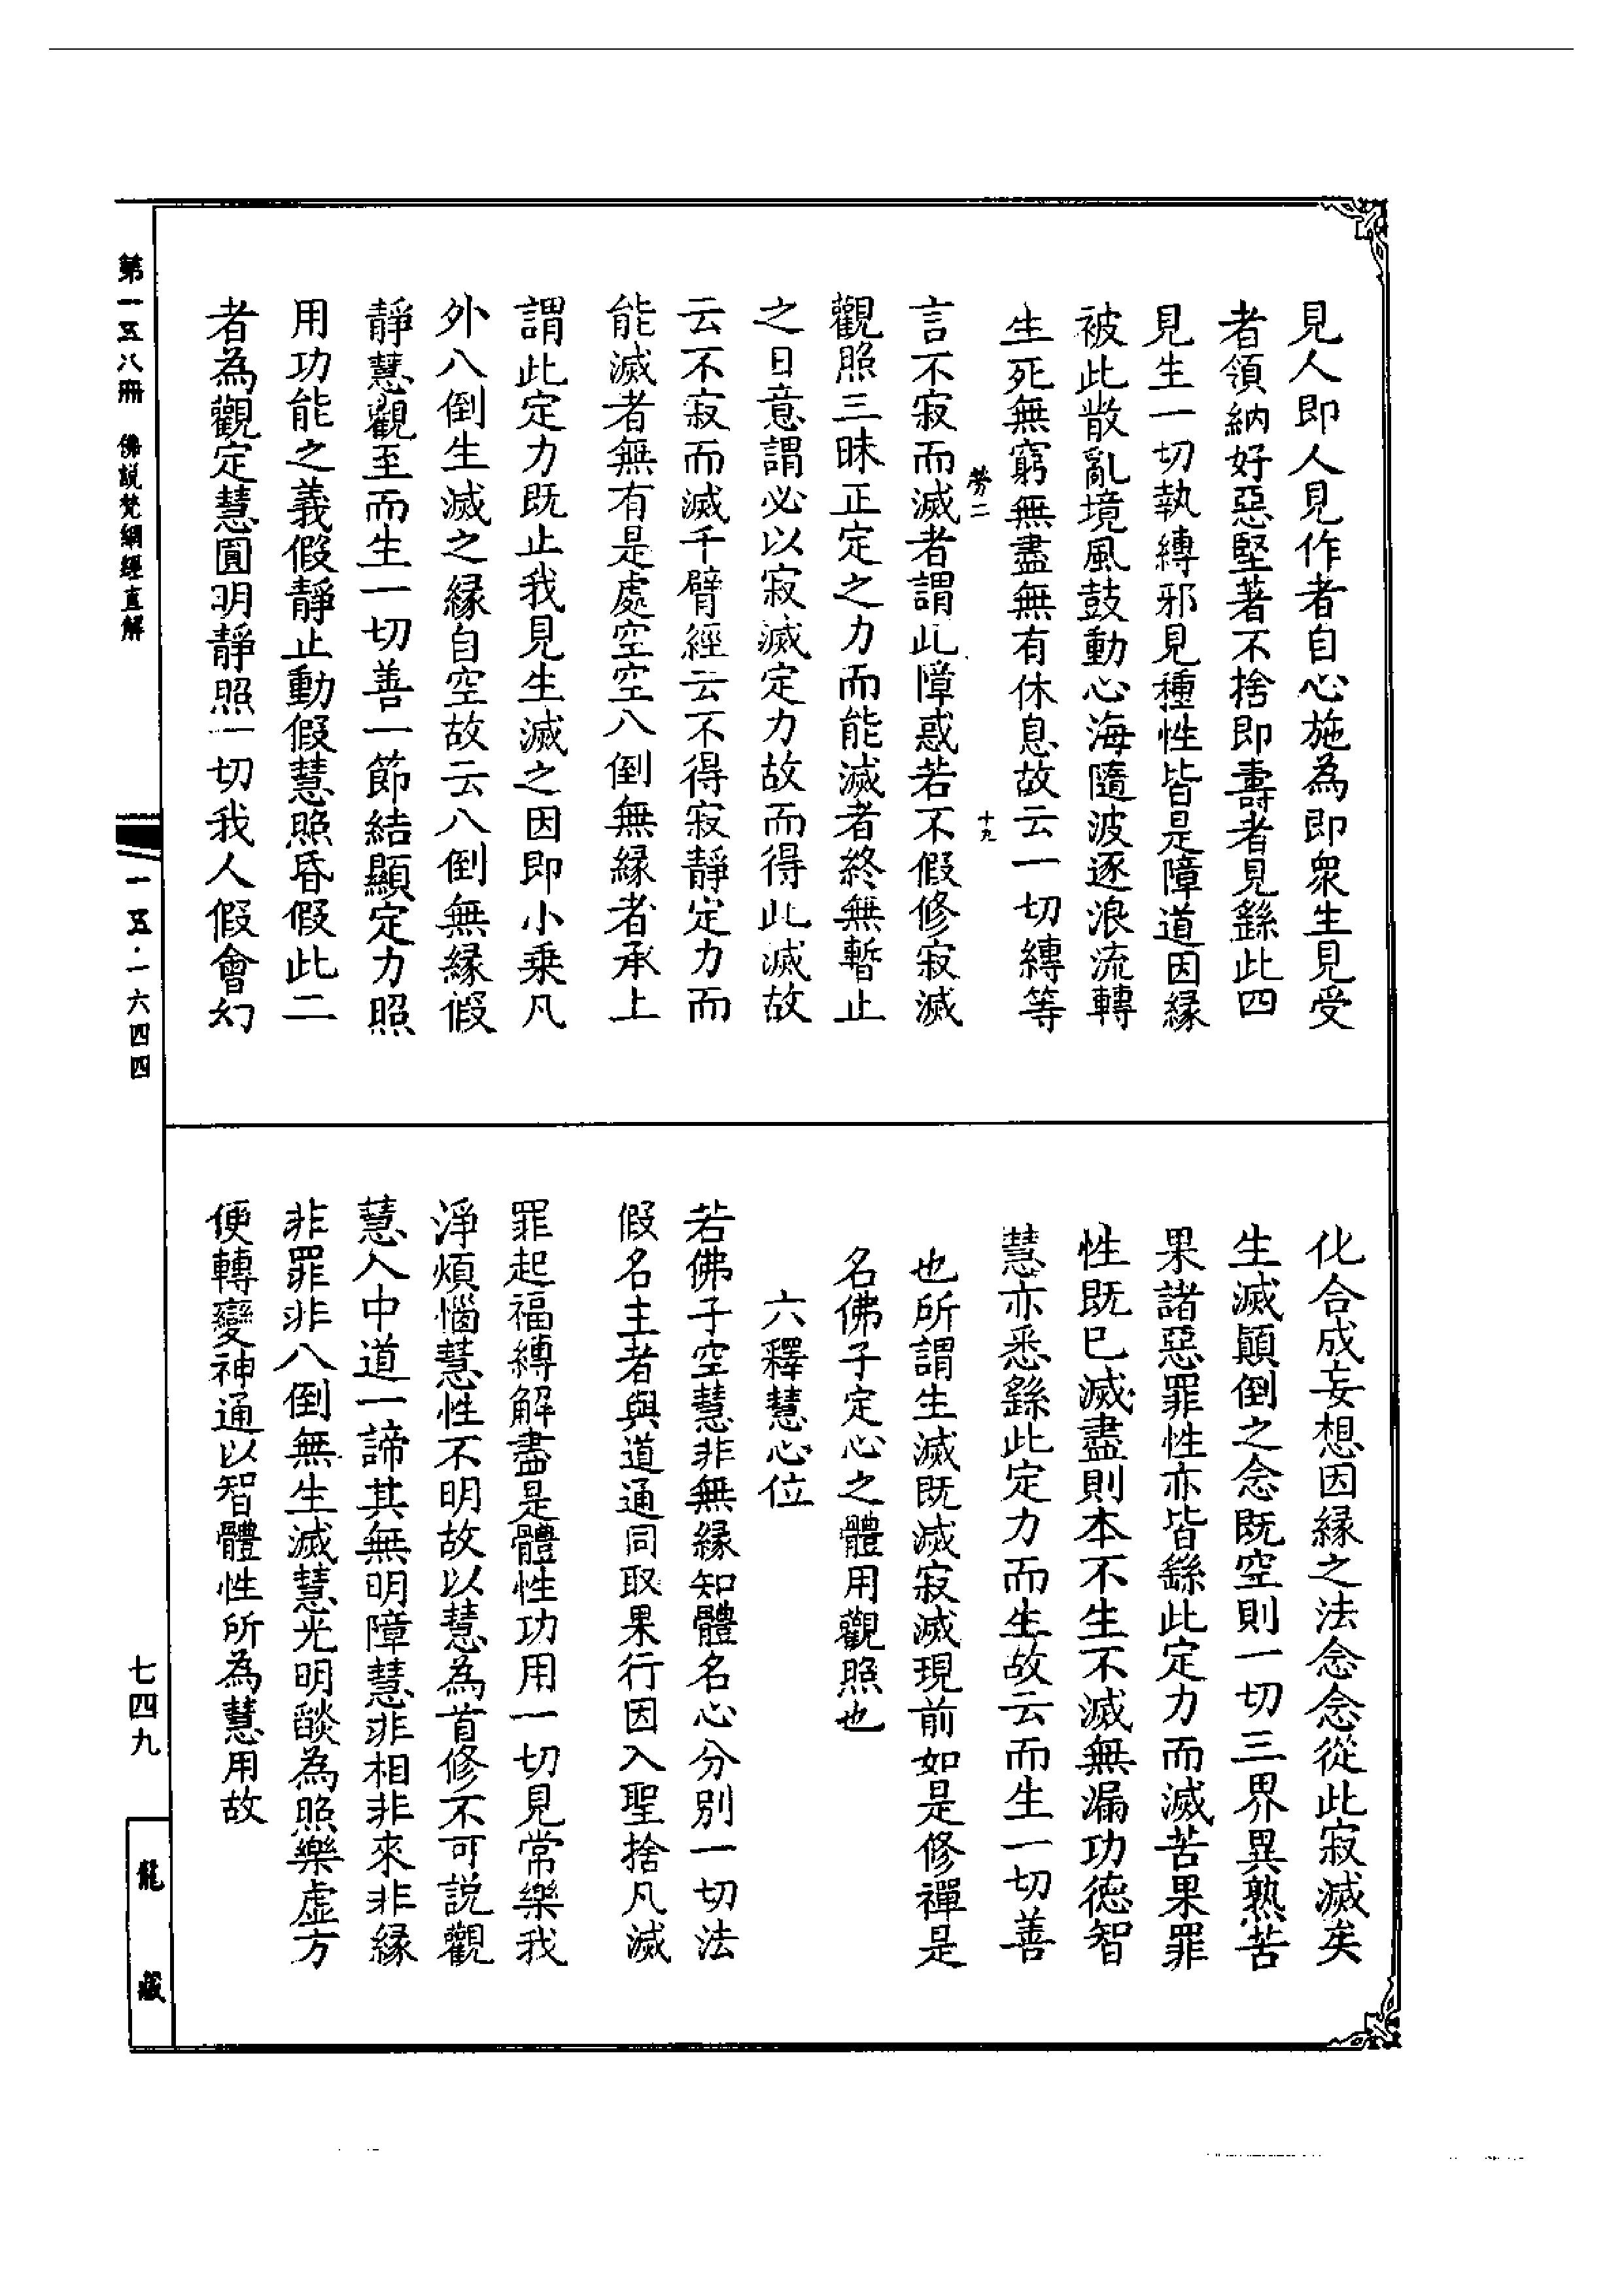 見人即人見作者自心施為即衆生見受
者領納好惡堅著不捨即壽者見繇此四
見生一切執縛邪見種性皆是障道因緣
被此散亂境風鼓動心海隨波逐浪流轉
生死無窮無盡無有休息故云一切縛等
勞二
十九
言不寂而滅者謂此障惑若不假修寂滅
觀照三昧正定之力而能滅者終無暫止
之日意謂必以寂滅定力故而得此滅故
云不寂而滅千臂經云不得寂靜定力而
能滅者無有是處空空八倒無緣者承上
謂此定力既止我見生滅之因即小乗凡
外八倒生滅之緣自空故云八倒無緣假
靜慧觀至而生一切善一節結顯定力照
用功能之義假靜止動假慧照昏假此二
者為觀定慧圓明靜照一切我人假會幻
化合成妄想因緣之法念念從此寂滅矣
生滅顛倒之念既空則一切三界異熟苦
果諸惡罪性亦皆繇此定力而滅苦果罪
性既已滅盡則本不生不滅無漏功德智
慧亦悉繇此定力而生故云而生一切善
也所謂生滅既滅寂滅現前如是修禪是
名佛子定心之體用觀照也
六釋慧心位
若佛子空慧非無緣知體名心分別一切法
假名主者與道通同取果行因入聖捨凡滅
罪起福縛解盡是體性功用一切見常樂我
淨煩惱慧性不明故以慧為首修不可說觀
慧入中道一諦其無明障慧非相非來非緣
非罪非八倒無生滅慧光明燄為照樂虛方
便轉變神通以智體性所為慧用故
第一五八冊 佛說梵網經直解
一五·一六四四
七四九
龍藏